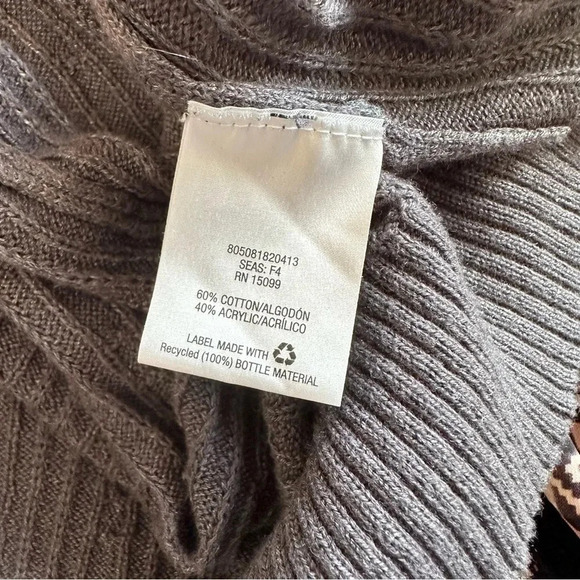 805081820413
SEAS: F4
RN 15099
60% COTTON/ALGODÓN
40% ACRYLIC/ACRÍLICO
LABEL MADE WITH
Recycled (100%) BOTTLE MATERIAL